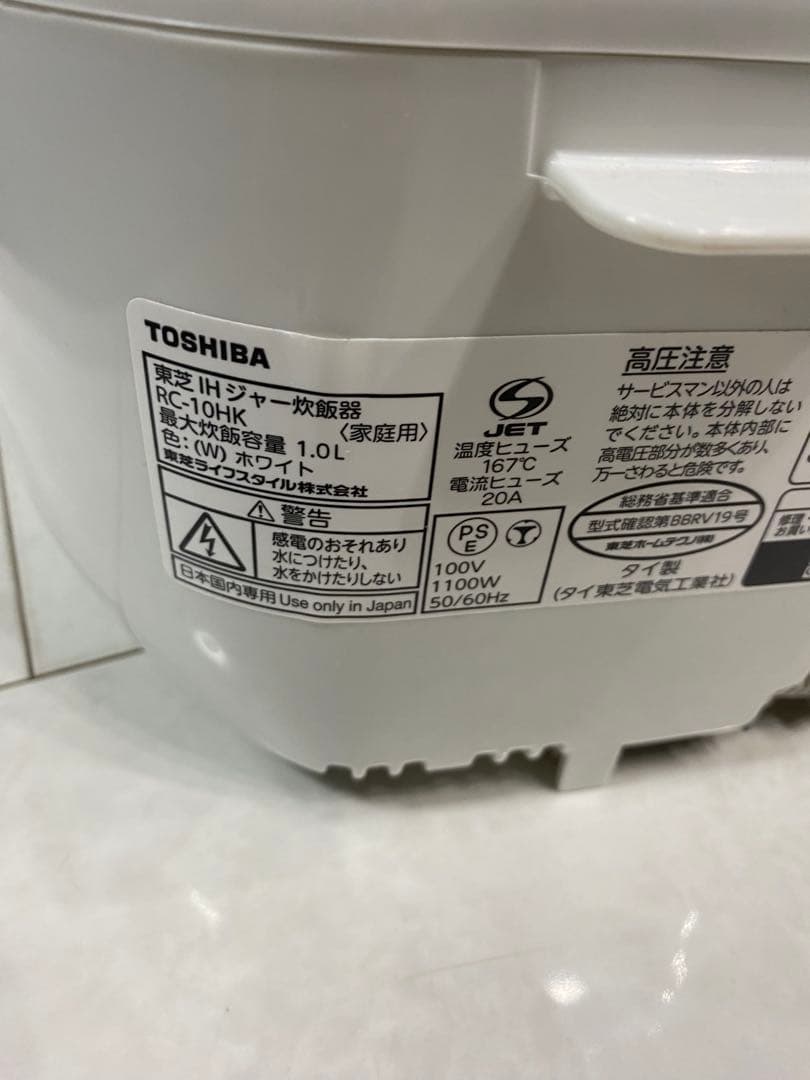 TOSHIBA
東芝IHジャー炊飯器
RC-10HK 〈家庭用〉
最大炊飯容量 1.0L
色:(W) ホワイト
東芝ライフスタイル株式会社
警告
感電のおそれあり
水につけたり、
水をかけたりしない
日本国内専用 Use only in Japan
JET
温度ヒューズ
167℃
電流ヒューズ
20A
PS
E
100V
1100W
50/60Hz
高圧注意
サービスマン以外の人は
絶対に本体を分解しない
でください。本体内部に
高電圧部分が数多くあり、
万一さわると危険です。
総務省基準適合
型式確認第BBRV19号
東芝ホームテクノ(株)
タイ製
(タイ東芝電気工業社)
修理・
お買い